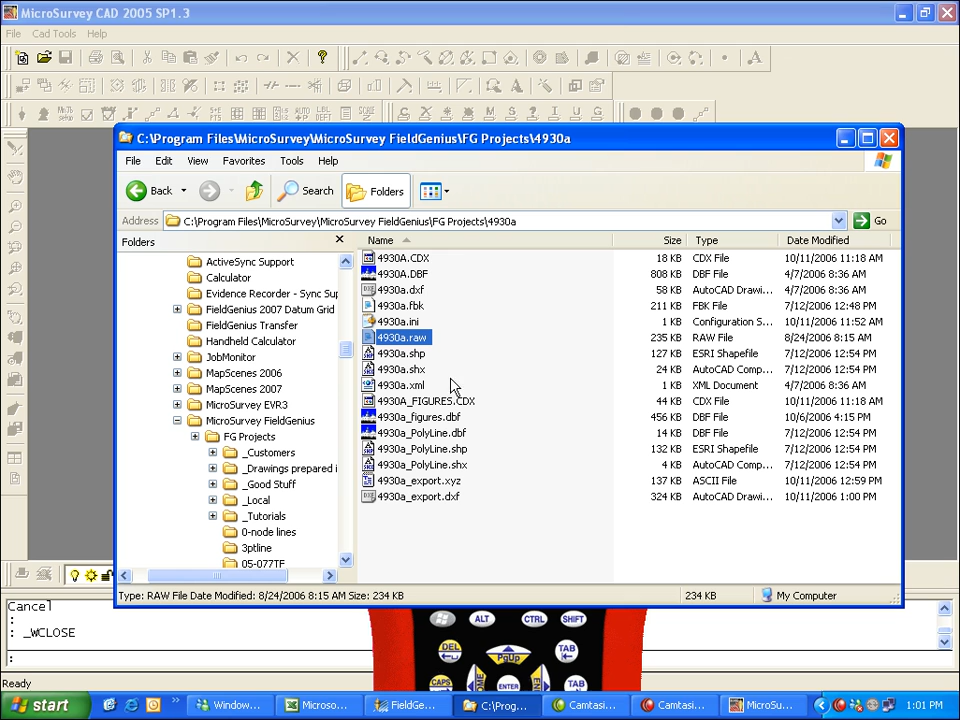 MicroSurvey CAD 2005 SP1.3
File Cad Tools Help
C:\Program Files\MicroSurvey\MicroSurvey FieldGenius\FG Projects\4930a
File Edit View Favorites Tools Help
Back Search Folders
Address C:\Program Files\MicroSurvey\MicroSurvey FieldGenius\FG Projects\4930a Go
Folders
ActiveSync Support
Calculator
Evidence Recorder - Sync Sup
FieldGenius 2007 Datum Grid
FieldGenius Transfer
Handheld Calculator
JobMonitor
MapScenes 2006
MapScenes 2007
MicroSurvey EVR3
MicroSurvey FieldGenius
FG Projects
_Customers
_Drawings prepared i
_Good Stuff
_Local
_Tutorials
0-node lines
3ptline
05-077TF
Name Size Type Date Modified
4930A.CDX 18 KB CDX File 10/11/2006 11:18 AM
4930A.DBF 808 KB DBF File 4/7/2006 8:36 AM
4930a.dxf 58 KB AutoCAD Drawi... 4/7/2006 8:36 AM
4930a.fbk 211 KB FBK File 7/12/2006 12:48 PM
4930a.ini 1 KB Configuration S... 10/11/2006 11:52 AM
4930a.raw 235 KB RAW File 8/24/2006 8:15 AM
4930a.shp 127 KB ESRI Shapefile 7/12/2006 12:54 PM
4930a.shx 24 KB AutoCAD Comp... 7/12/2006 12:54 PM
4930a.xml 1 KB XML Document 4/7/2006 8:36 AM
4930A_FIGURES.CDX 44 KB CDX File 10/11/2006 11:18 AM
4930a_figures.dbf 456 KB DBF File 10/6/2006 4:15 PM
4930a_PolyLine.dbf 14 KB DBF File 7/12/2006 12:54 PM
4930a_PolyLine.shp 132 KB ESRI Shapefile 7/12/2006 12:54 PM
4930a_PolyLine.shx 4 KB AutoCAD Comp... 7/12/2006 12:54 PM
4930a_export.xyz 137 KB ASCII File 10/11/2006 12:59 PM
4930a_export.dxf 324 KB AutoCAD Drawi... 10/11/2006 1:00 PM
Type: RAW File Date Modified: 8/24/2006 8:15 AM Size: 234 KB 234 KB My Computer
Cancel
:
: _WCLOSE
:
ALT CTRL SHIFT
DEL PgUp TAB
CAPS HOME ENTER END TAB
Ready
start Window... Microso... FieldGe... C:\Prog... Camtasi... Camtasi... MicroSu... 1:01 PM